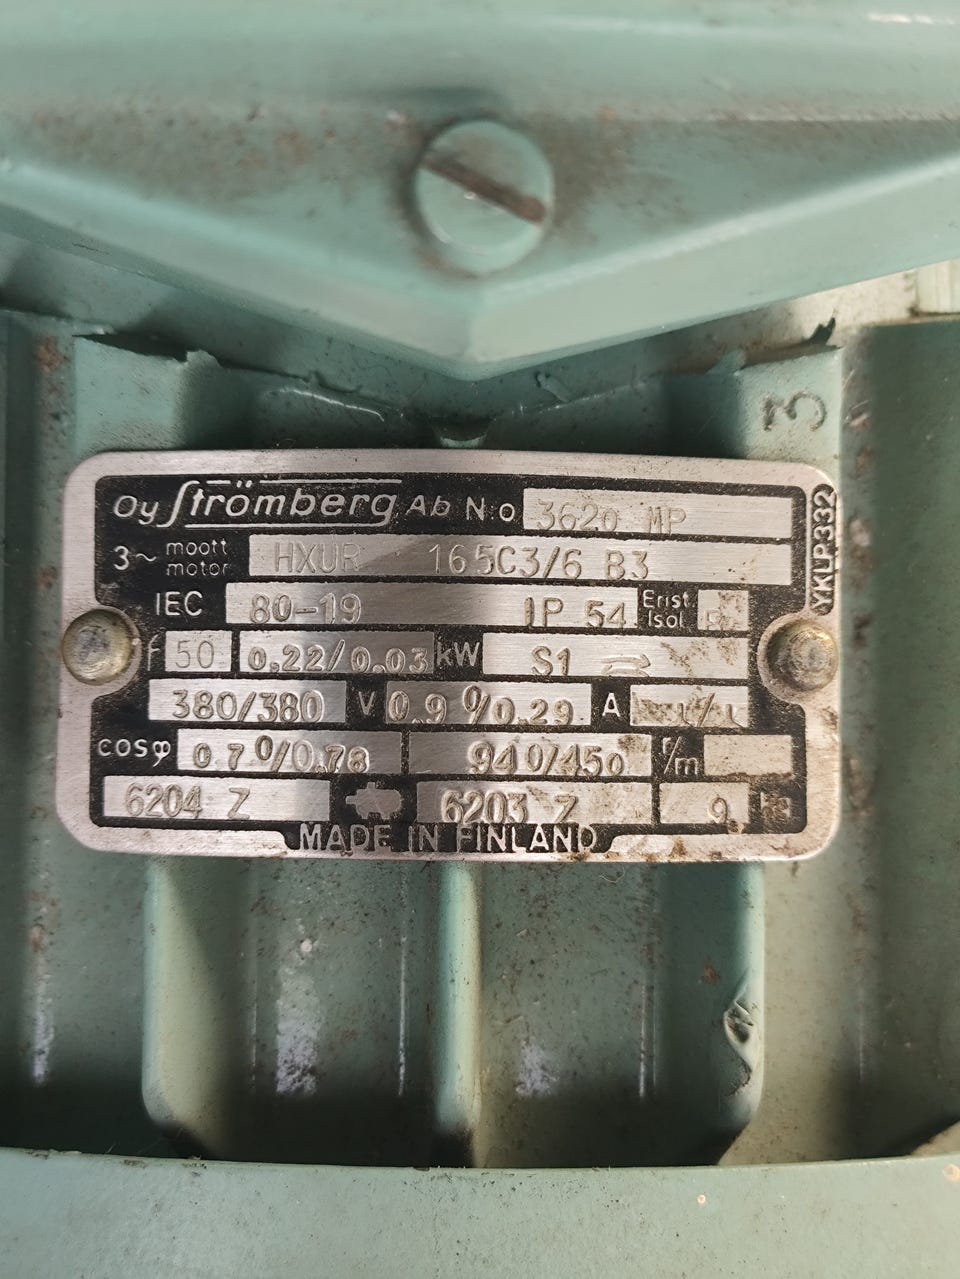 3
Oy Strömberg Ab N:o 3620 MP
3~ moott motor HXUR 165C3/6 B3
YKLP332
IEC 80-19 IP 54 Erist Isol
f 50 0.22/0.03 kW S1
380/380 V 0.90/0.29 A
cosφ 0.70/0.78 940/450 r/m
6204 Z 6203 Z 9 kg
MADE IN FINLAND